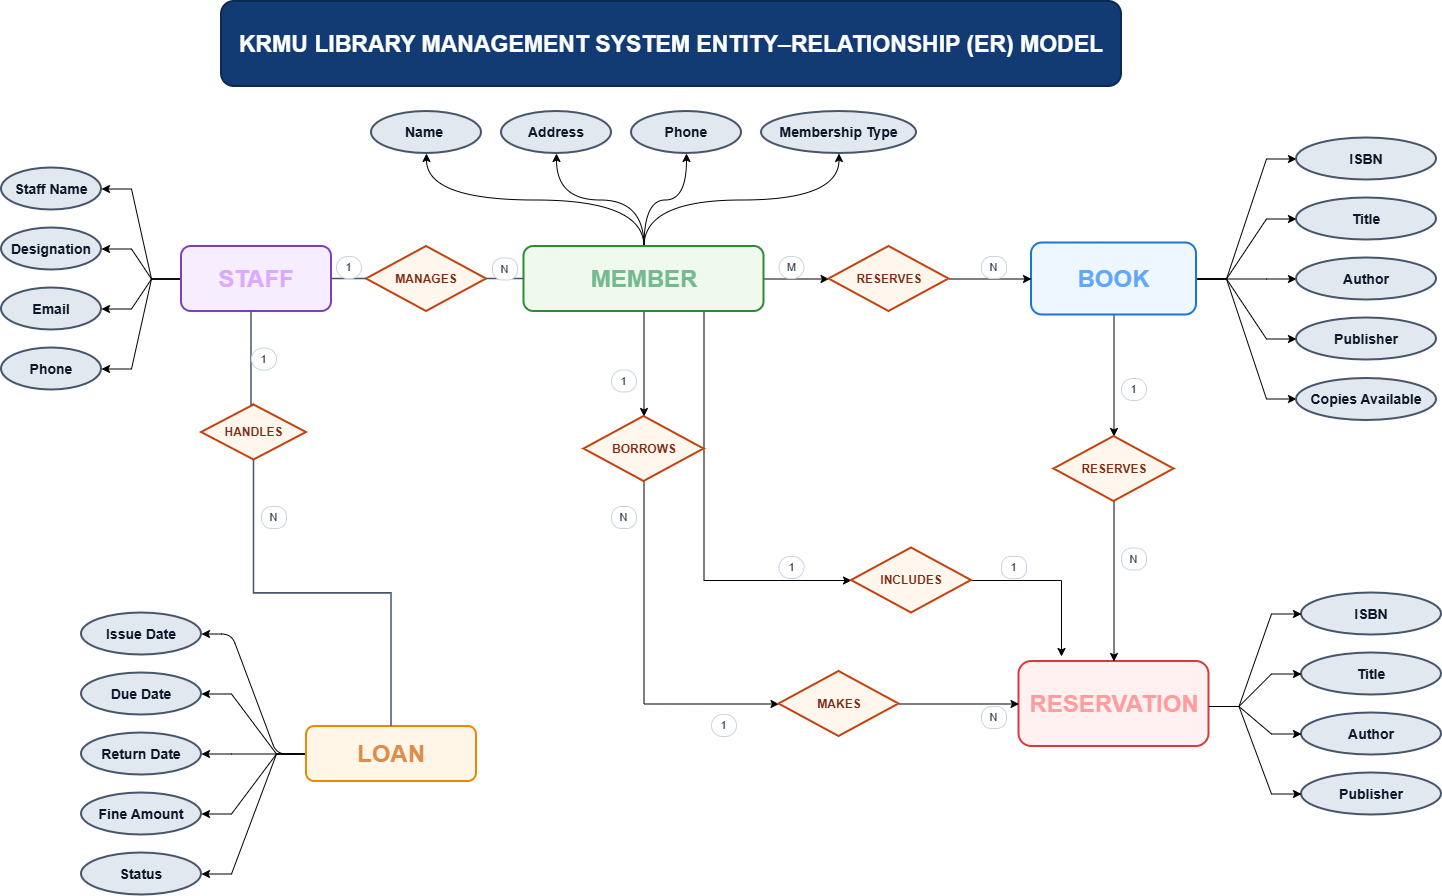 KRMU LIBRARY MANAGEMENT SYSTEM ENTITY–RELATIONSHIP (ER) MODEL
Name
Address
Phone
Membership Type
Staff Name
Designation
Email
Phone
STAFF
1
MANAGES
N
MEMBER
M
RESERVES
N
BOOK
ISBN
Title
Author
Publisher
Copies Available
1
HANDLES
N
1
BORROWS
N
1
RESERVES
N
1
INCLUDES
1
1
MAKES
N
RESERVATION
ISBN
Title
Author
Publisher
Issue Date
Due Date
Return Date
Fine Amount
Status
LOAN